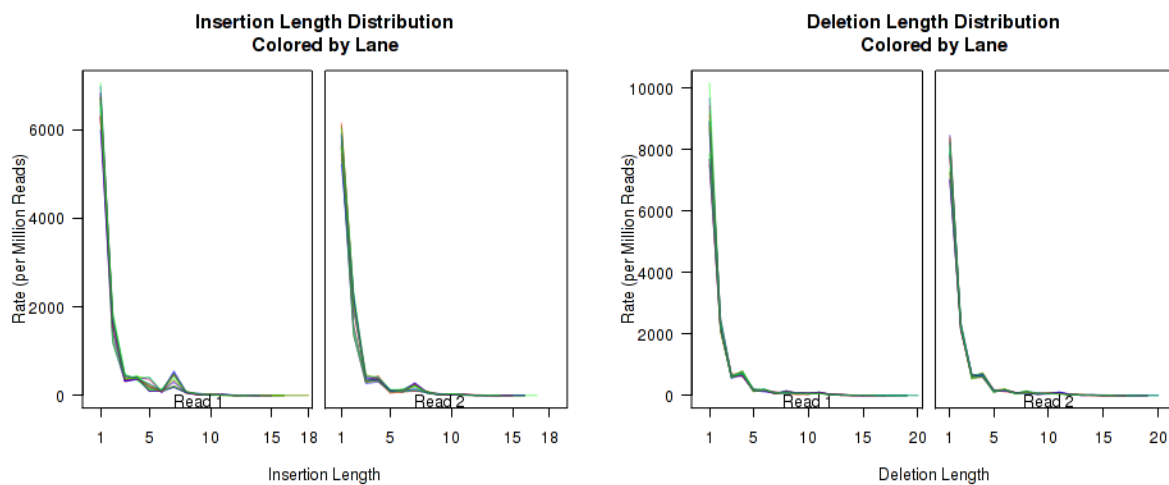 Insertion Length Distribution
Colored by Lane
Rate (per Million Reads)
6000
4000
2000
0
Read 1
Read 2
1 5 10 15 18
1 5 10 15 18
Insertion Length
Deletion Length Distribution
Colored by Lane
Rate (per Million Reads)
10000
8000
6000
4000
2000
0
Read 1
Read 2
1 5 10 15 20
1 5 10 15 20
Deletion Length